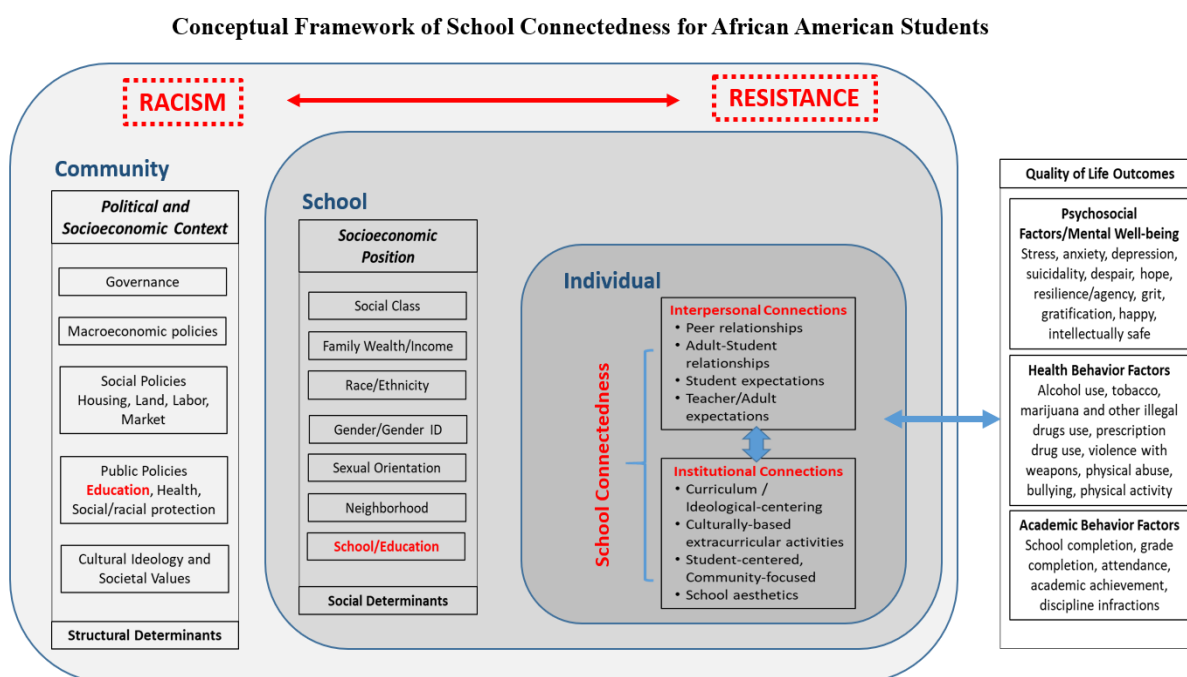 Conceptual Framework of School Connectedness for African American Students
RACISM
RESISTANCE
Community
Political and
Socioeconomic Context
Governance
Macroeconomic policies
Social Policies
Housing, Land, Labor,
Market
Public Policies
Education, Health,
Social/racial protection
Cultural Ideology and
Societal Values
Structural Determinants
School
Socioeconomic
Position
Social Class
Family Wealth/Income
Race/Ethnicity
Gender/Gender ID
Sexual Orientation
Neighborhood
School/Education
Social Determinants
Individual
School Connectedness
Interpersonal Connections
• Peer relationships
• Adult-Student
relationships
• Student expectations
• Teacher/Adult
expectations
Institutional Connections
• Curriculum /
Ideological-centering
• Culturally-based
extracurricular activities
• Student-centered,
Community-focused
• School aesthetics
Quality of Life Outcomes
Psychosocial
Factors/Mental Well-being
Stress, anxiety, depression,
suicidality, despair, hope,
resilience/agency, grit,
gratification, happy,
intellectually safe
Health Behavior Factors
Alcohol use, tobacco,
marijuana and other illegal
drugs use, prescription
drug use, violence with
weapons, physical abuse,
bullying, physical activity
Academic Behavior Factors
School completion, grade
completion, attendance,
academic achievement,
discipline infractions